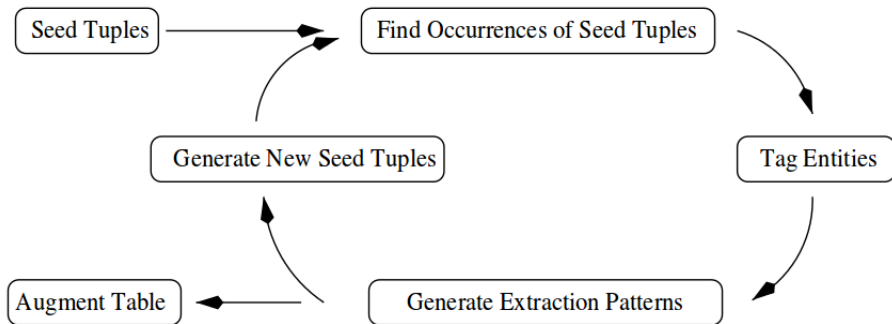 Seed Tuples
Find Occurrences of Seed Tuples
Generate New Seed Tuples
Tag Entities
Augment Table
Generate Extraction Patterns